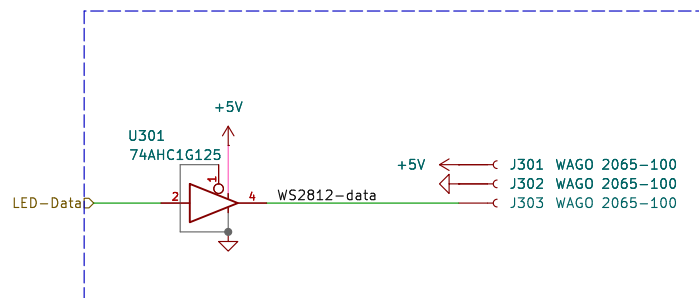 +5V
U301
74AHC1G125
1
+5V
J301 WAGO 2065-100
J302 WAGO 2065-100
LED-Data
2
4
WS2812-data
J303 WAGO 2065-100